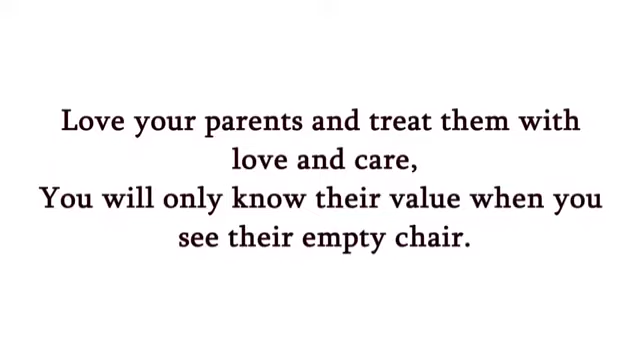 Love your parents and treat them with
love and care,
You will only know their value when you
see their empty chair.